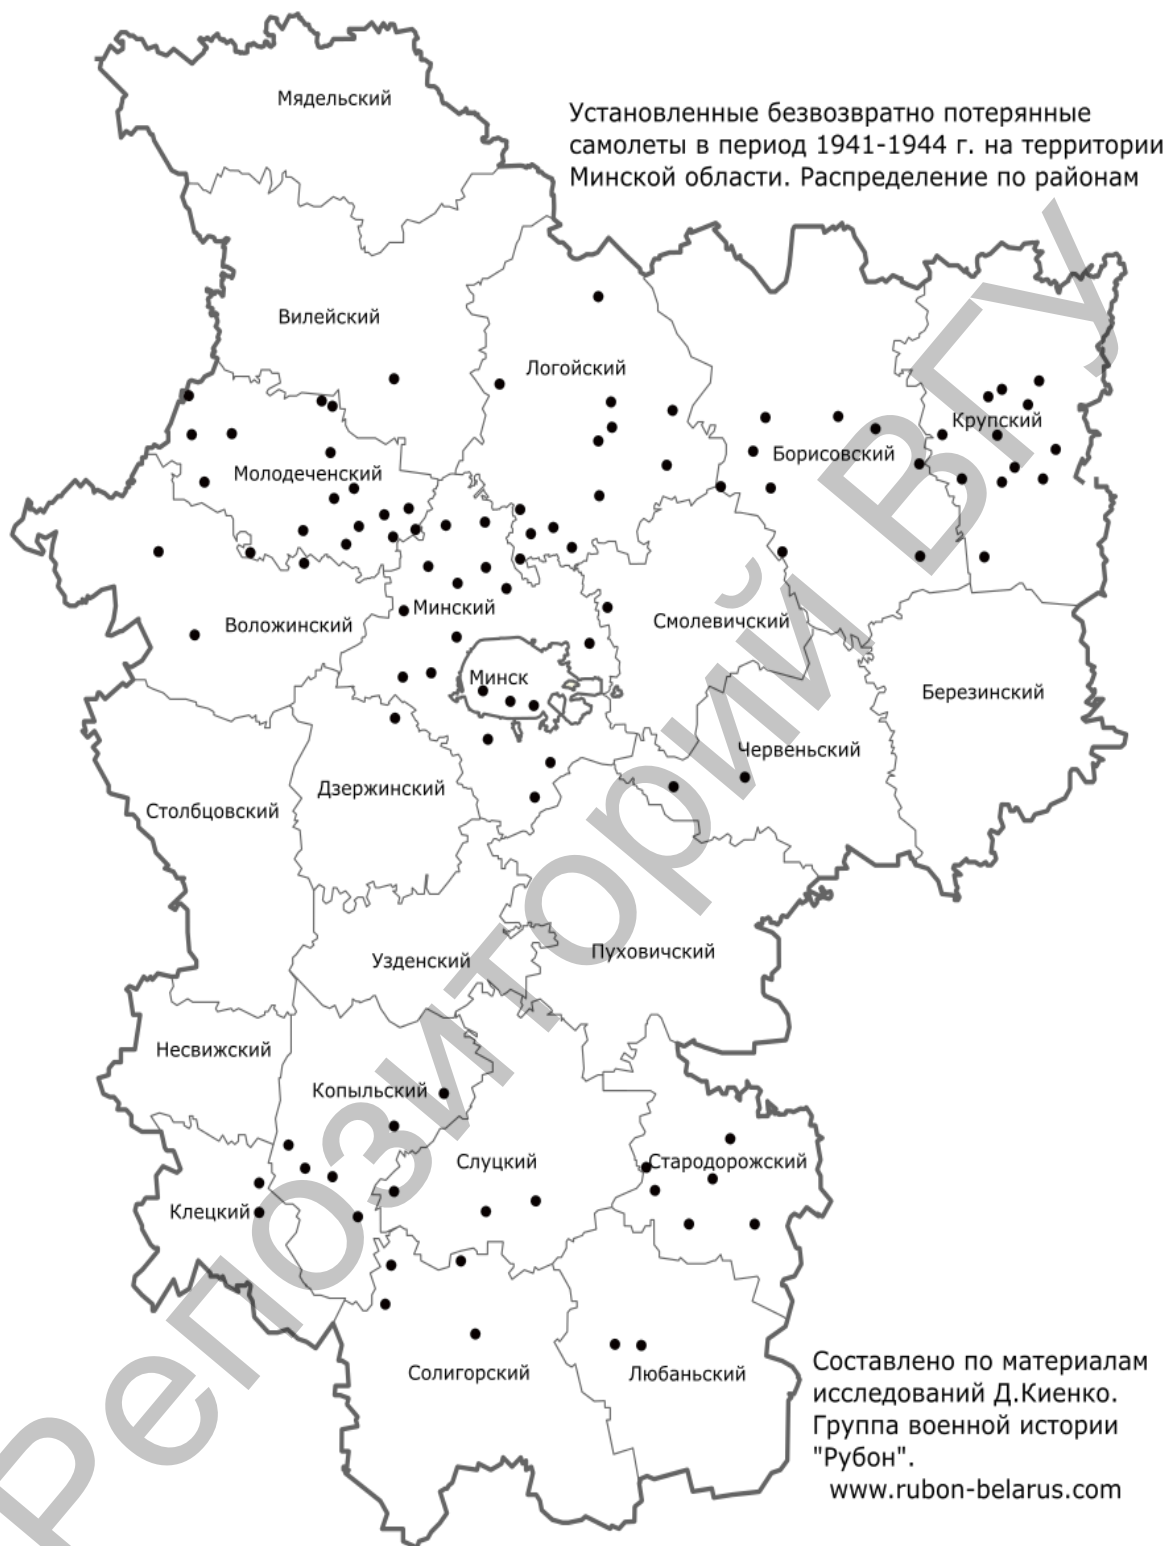 Мядельский
Установленные безвозвратно потерянные
самолеты в период 1941-1944 г. на территории
Минской области. Распределение по районам
Вилейский
Логойский
Крупский
Борисовский
Молодеченский
Минский
Воложинский
Смолевичский
Минск
Березинский
Червеньский
Дзержинский
Столбцовский
Узденский
Пуховичский
Несвижский
Копыльский
Слуцкий
Стародорожский
Клецкий
Солигорский
Любаньский
Составлено по материалам
исследований Д.Киенко.
Группа военной истории
"Рубон".
www.rubon-belarus.com
Репозиторий ВГУ